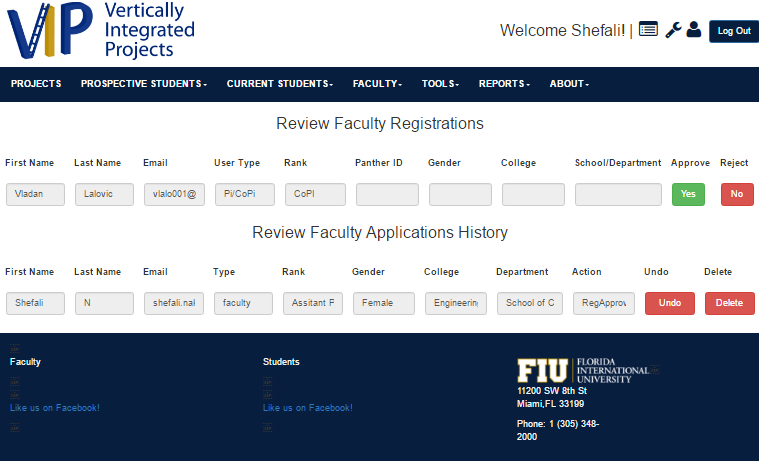 VIP Vertically
Integrated
Projects
Welcome Shefali! |
Log Out
PROJECTS PROSPECTIVE STUDENTS CURRENT STUDENTS FACULTY TOOLS REPORTS ABOUT
Review Faculty Registrations
First Name Last Name Email User Type Rank Panther ID Gender College School/Department Approve Reject
Vladan Lalovic vlalo001@ Pi/CoPi CoPI Yes No
Review Faculty Applications History
First Name Last Name Email Type Rank Gender College Department Action Undo Delete
Shefali N shefali.nal faculty Assitant P Female Engineering School of C RegApprov Undo Delete
Faculty Students
FIU FLORIDA
INTERNATIONAL
UNIVERSITY
11200 SW 8th St
Miami,FL 33199
Like us on Facebook! Like us on Facebook!
Phone: 1 (305) 348-
2000